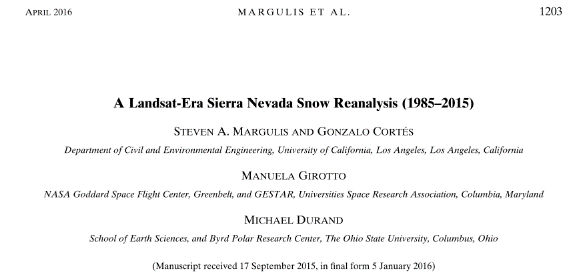 APRIL 2016 MARGULIS ET AL. 1203
A Landsat-Era Sierra Nevada Snow Reanalysis (1985–2015)
STEVEN A. MARGULIS AND GONZALO CORTÉS
Department of Civil and Environmental Engineering, University of California, Los Angeles, Los Angeles, California
MANUELA GIROTTO
NASA Goddard Space Flight Center, Greenbelt, and GESTAR, Universities Space Research Association, Columbia, Maryland
MICHAEL DURAND
School of Earth Sciences, and Byrd Polar Research Center, The Ohio State University, Columbus, Ohio
(Manuscript received 17 September 2015, in final form 5 January 2016)